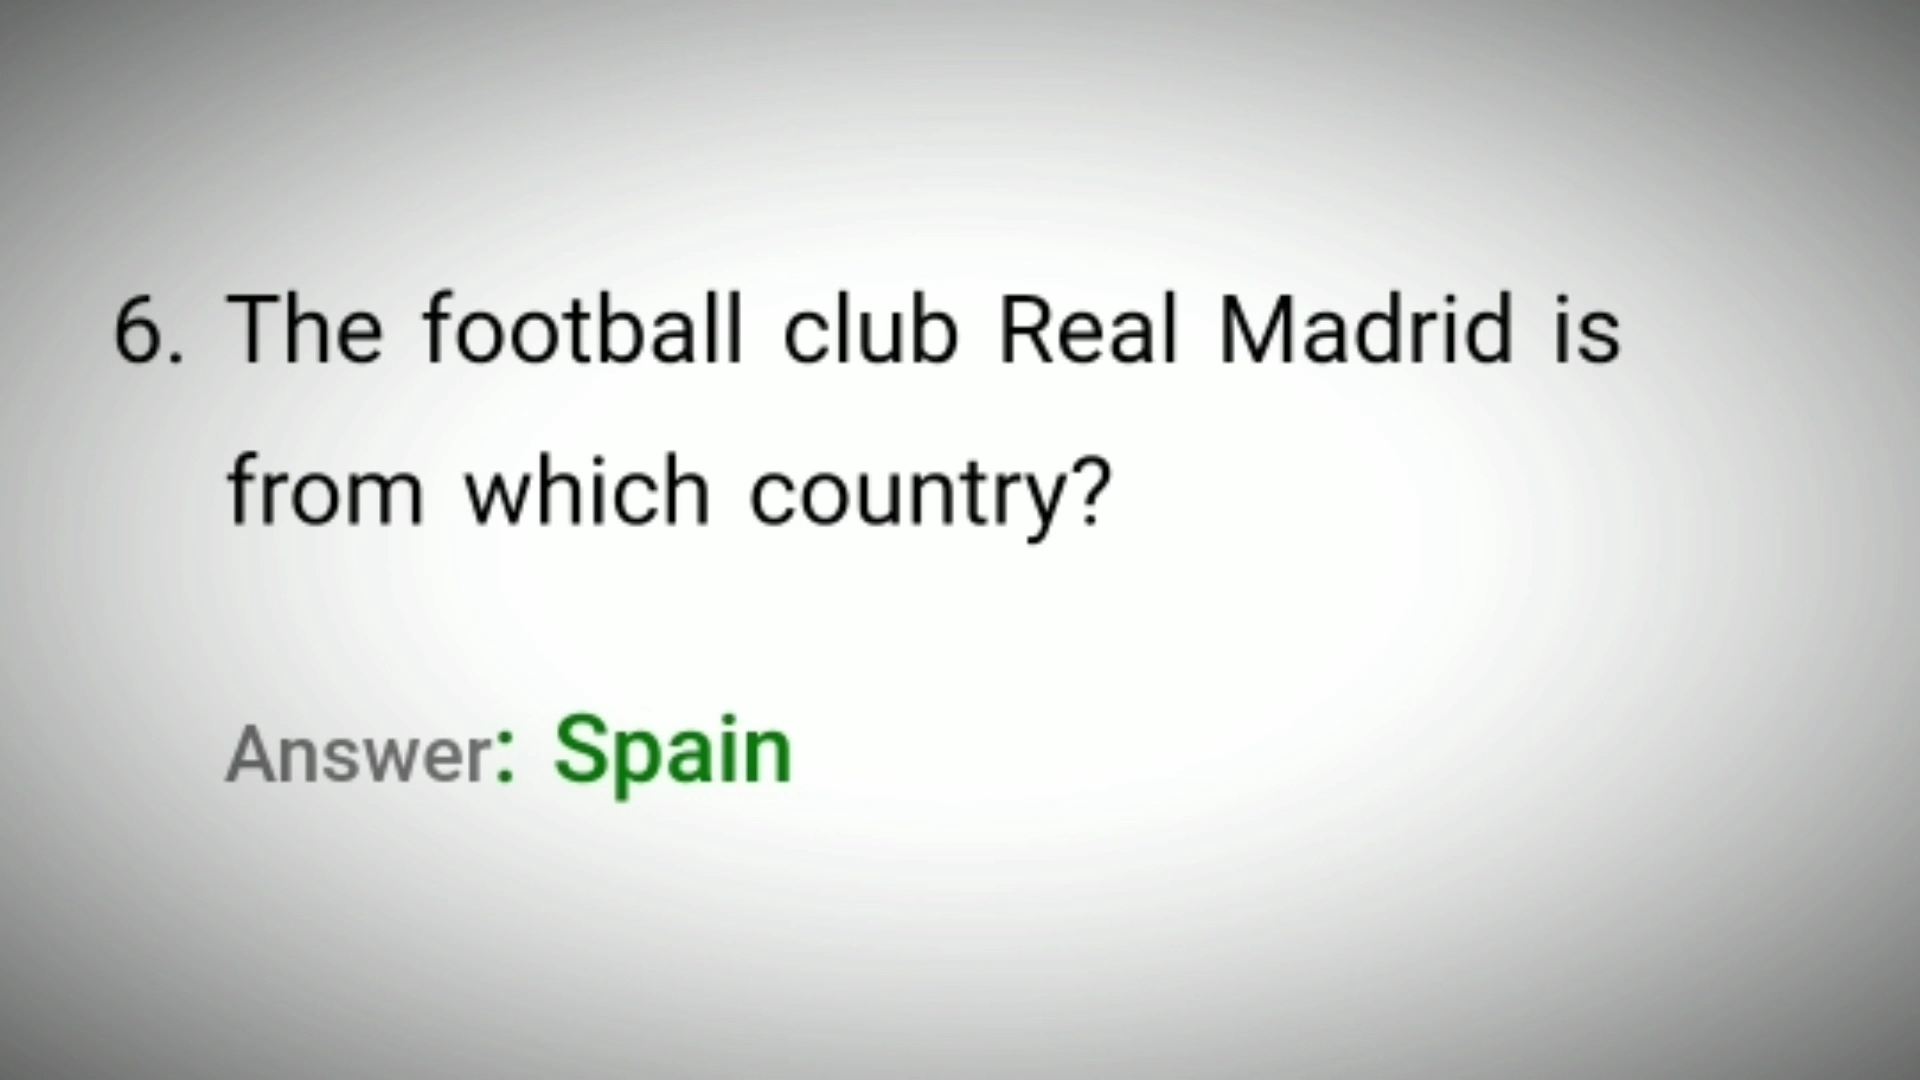 6. The football club Real Madrid is
from which country?
Answer: Spain